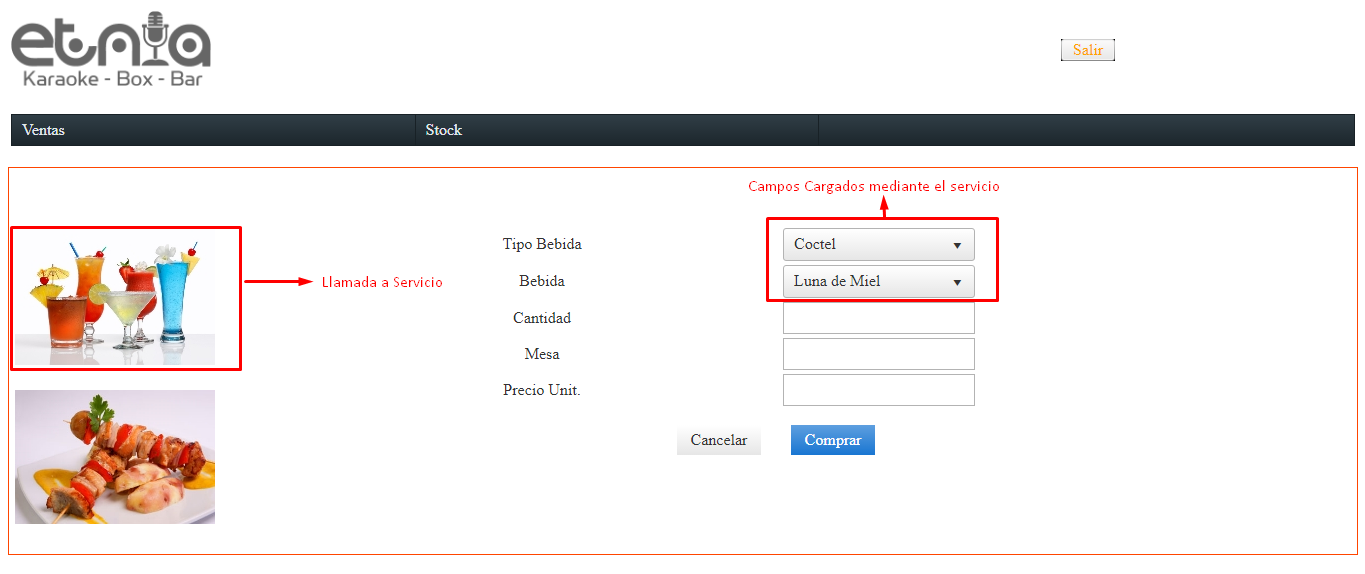 etnia
Karaoke - Box - Bar
Salir
Ventas
Stock
Campos Cargados mediante el servicio
Tipo Bebida
Coctel
Llamada a Servicio
Bebida
Luna de Miel
Cantidad
Mesa
Precio Unit.
Cancelar
Comprar